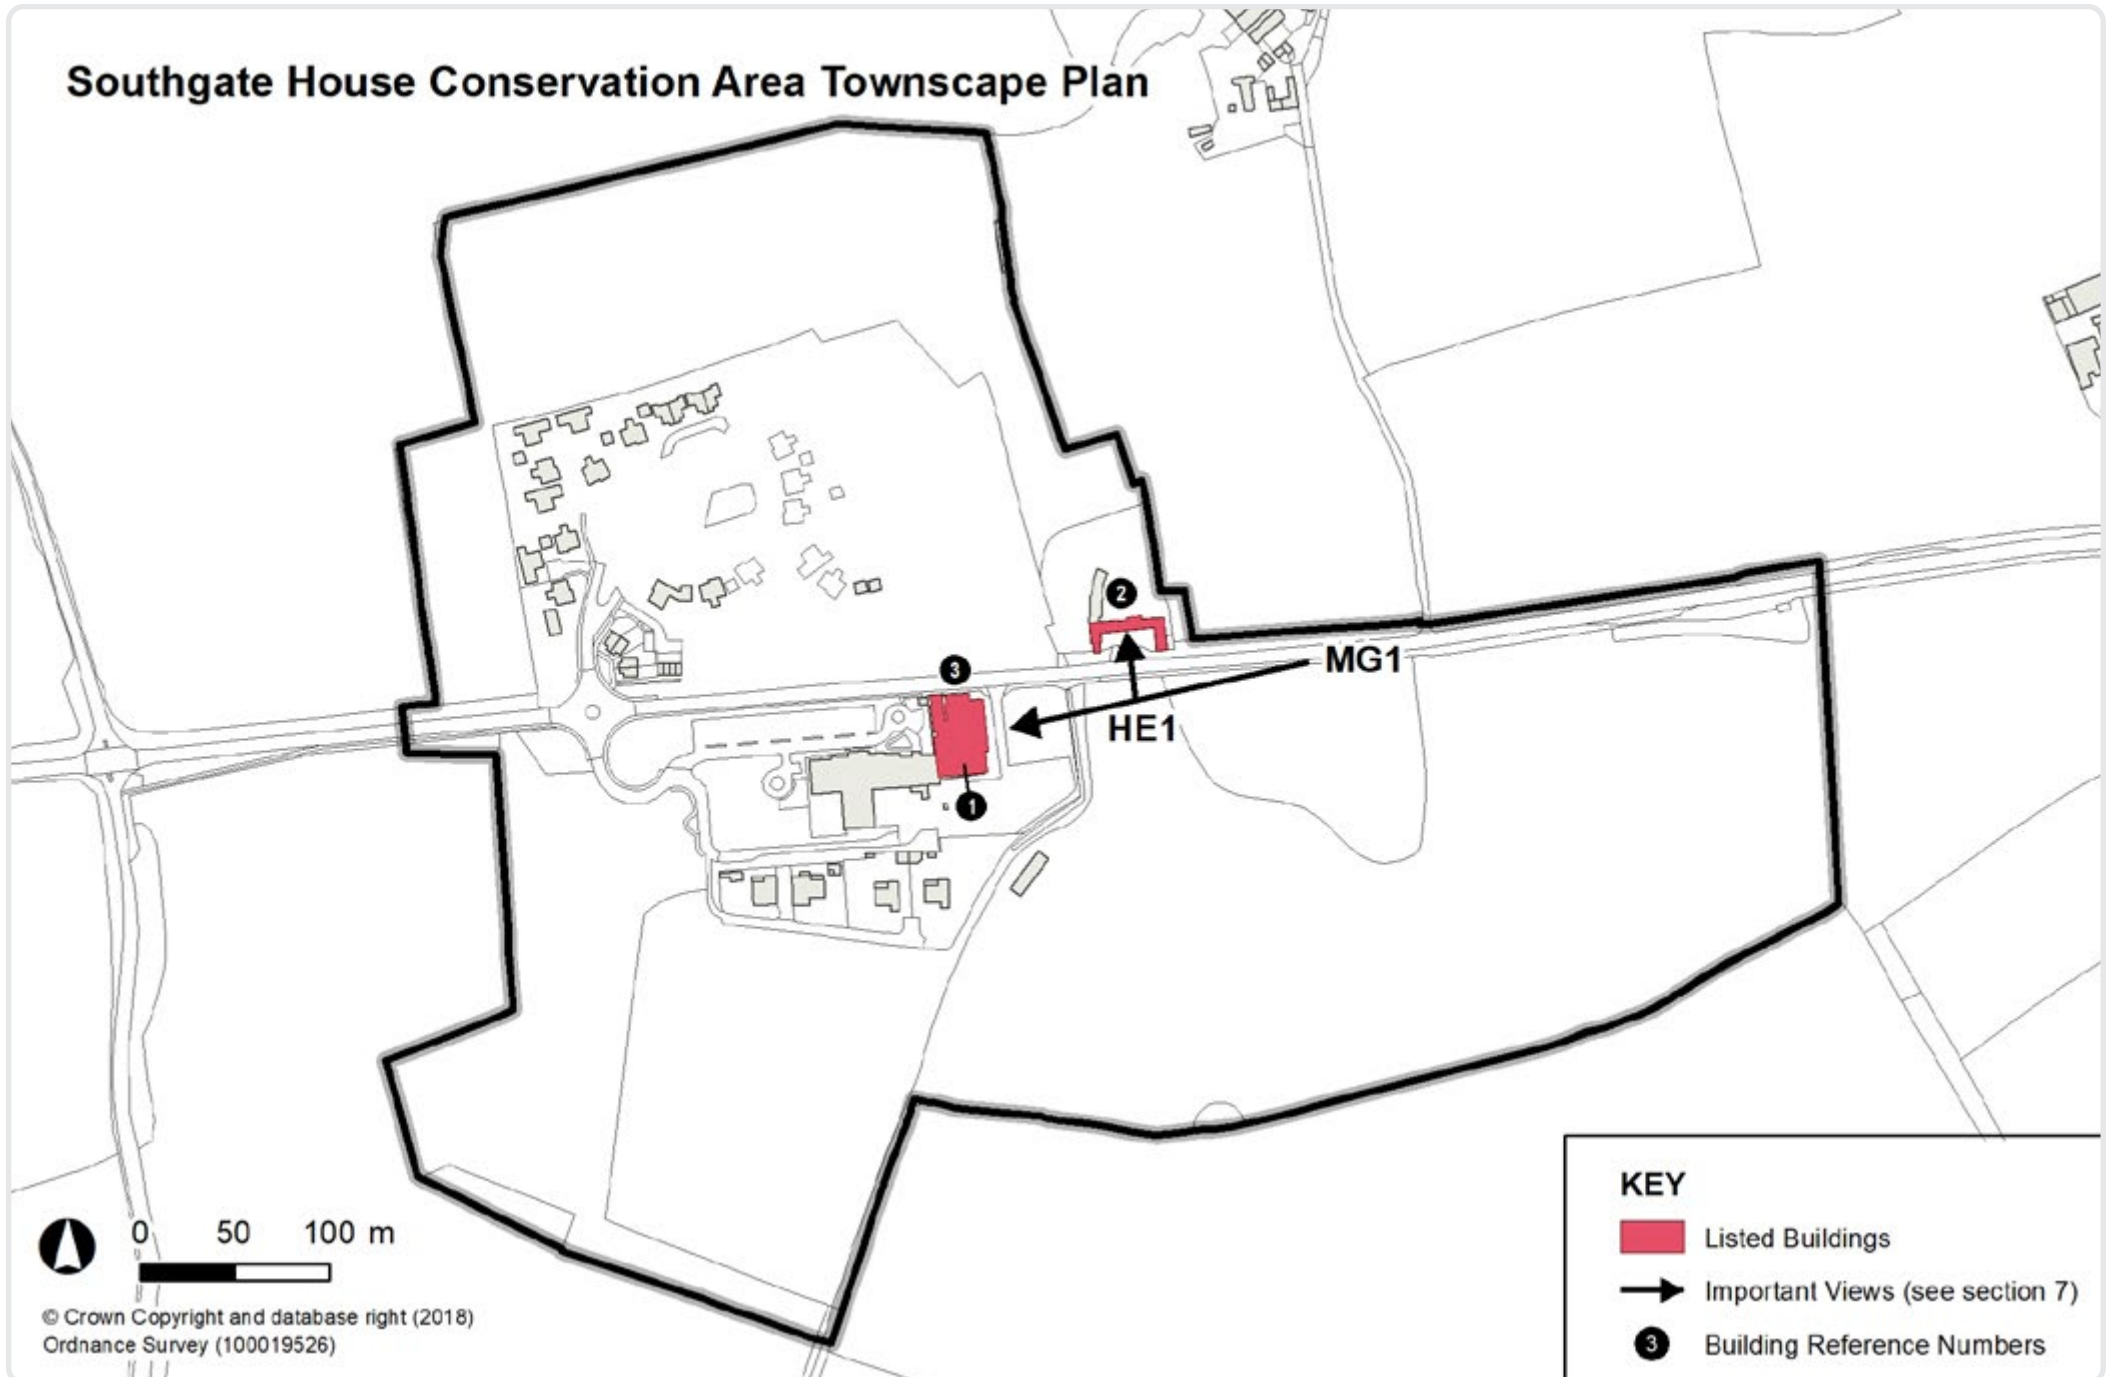 Southgate House Conservation Area Townscape Plan
2
MG1
3
HE1
1
KEY
Listed Buildings
Important Views (see section 7)
3 Building Reference Numbers
0 50 100 m
© Crown Copyright and database right (2018)
Ordnance Survey (100019526)